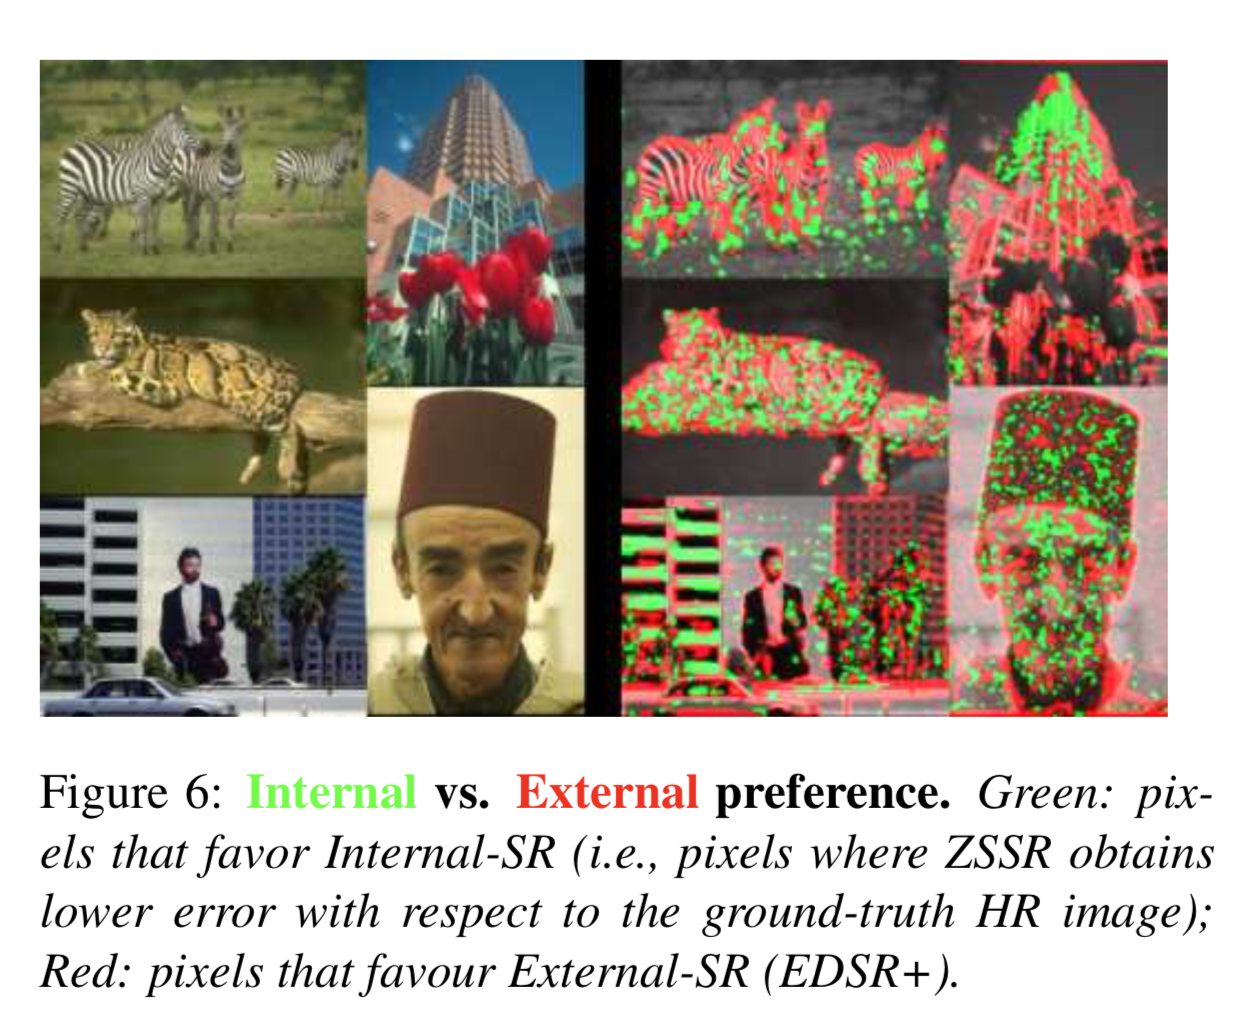 Figure 6: Internal vs. External preference. Green: pix-
els that favor Internal-SR (i.e., pixels where ZSSR obtains
lower error with respect to the ground-truth HR image);
Red: pixels that favour External-SR (EDSR+).